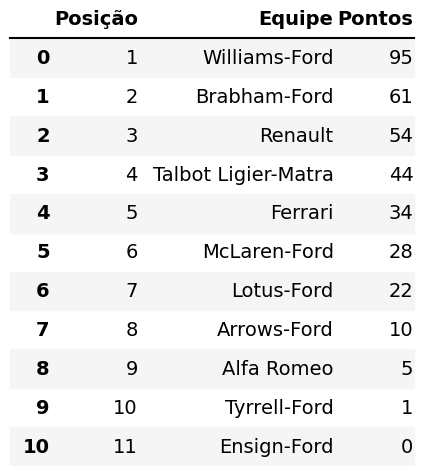 Posição Equipe Pontos
0 1 Williams-Ford 95
1 2 Brabham-Ford 61
2 3 Renault 54
3 4 Talbot Ligier-Matra 44
4 5 Ferrari 34
5 6 McLaren-Ford 28
6 7 Lotus-Ford 22
7 8 Arrows-Ford 10
8 9 Alfa Romeo 5
9 10 Tyrrell-Ford 1
10 11 Ensign-Ford 0